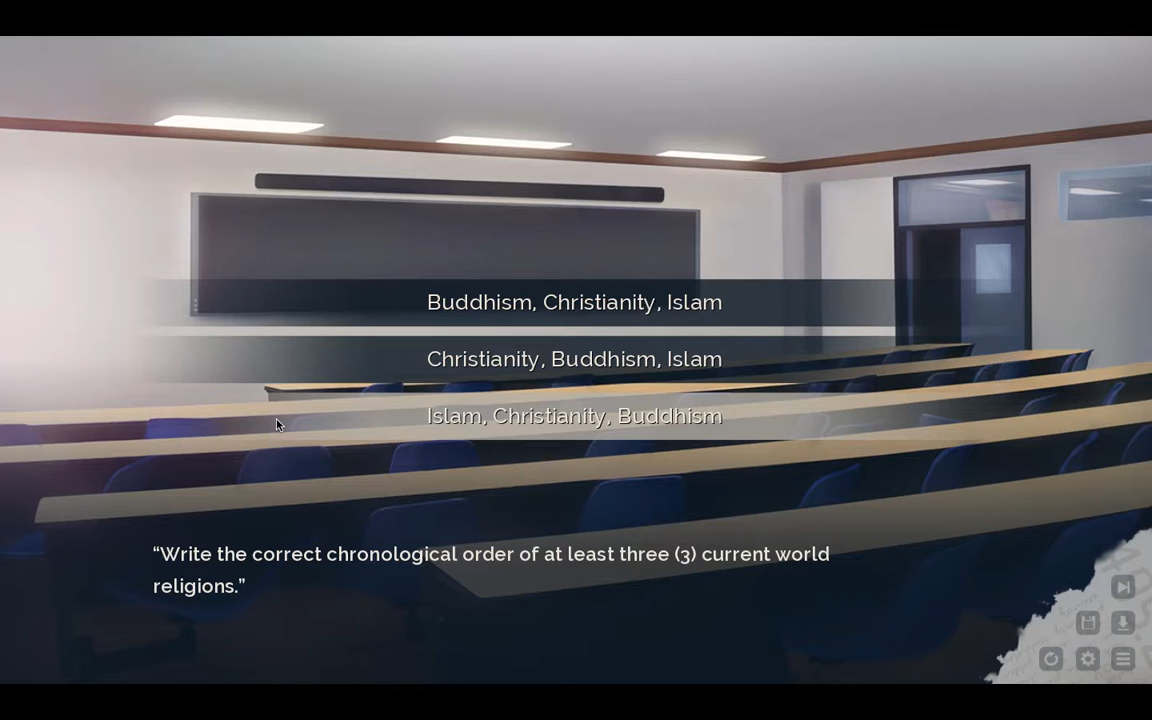 Buddhism, Christianity, Islam
Christianity, Buddhism, Islam
Islam, Christianity, Buddhism
“Write the correct chronological order of at least three (3) current world
religions.”